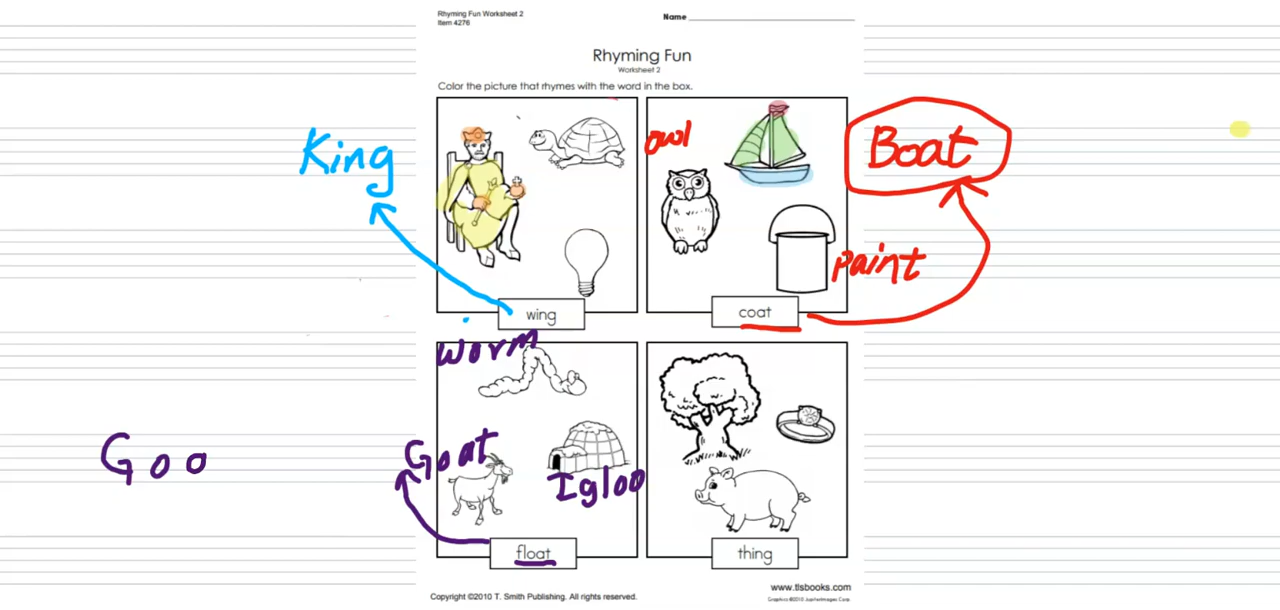 Rhyming Fun Worksheet 2
Item 4276
Name
Rhyming Fun
Worksheet 2
Color the picture that rhymes with the word in the box.
King
owl
Boat
Paint
wing
coat
Worm
Goo
Goat
Igloo
float
thing
www.tlsbooks.com
Copyright ©2010 T. Smith Publishing. All rights reserved.
Graphics ©2010 JupiterImages Corp.